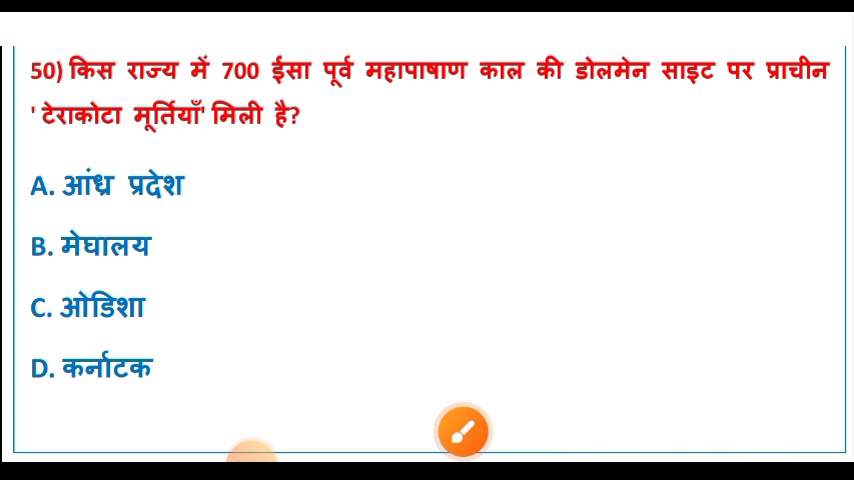 50) किस राज्य में 700 ईसा पूर्व महापाषाण काल की डोलमेन साइट पर प्राचीन
' टेराकोटा मूर्तियाँ' मिली है?
A. आंध्र प्रदेश
B. मेघालय
C. ओडिशा
D. कर्नाटक